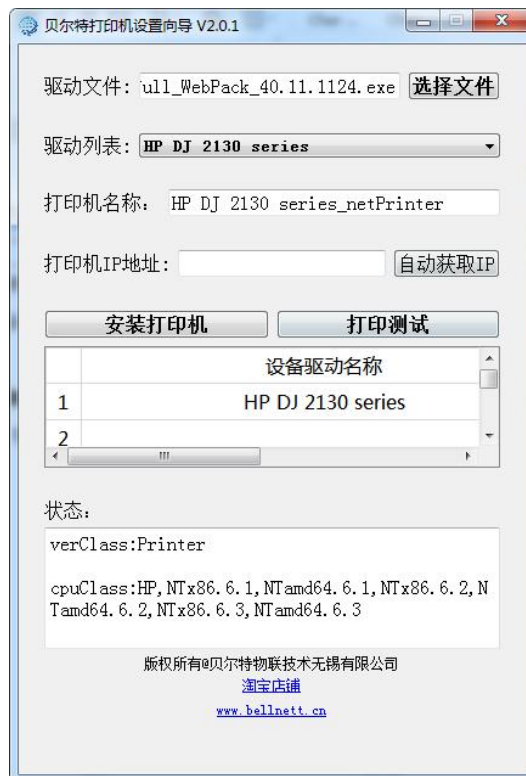 贝尔特打印机设置向导 V2.0.1
驱动文件: ull_WebPack_40.11.1124.exe 选择文件
驱动列表: HP DJ 2130 series
打印机名称: HP DJ 2130 series_netPrinter
打印机IP地址: 自动获取IP
安装打印机 打印测试
设备驱动名称
1 HP DJ 2130 series
2
状态:
verClass:Printer
cpuClass:HP,NTx86.6.1,NTamd64.6.1,NTx86.6.2,N
Tamd64.6.2,NTx86.6.3,NTamd64.6.3
版权所有@贝尔特物联技术无锡有限公司
淘宝店铺
www.bellnett.cn